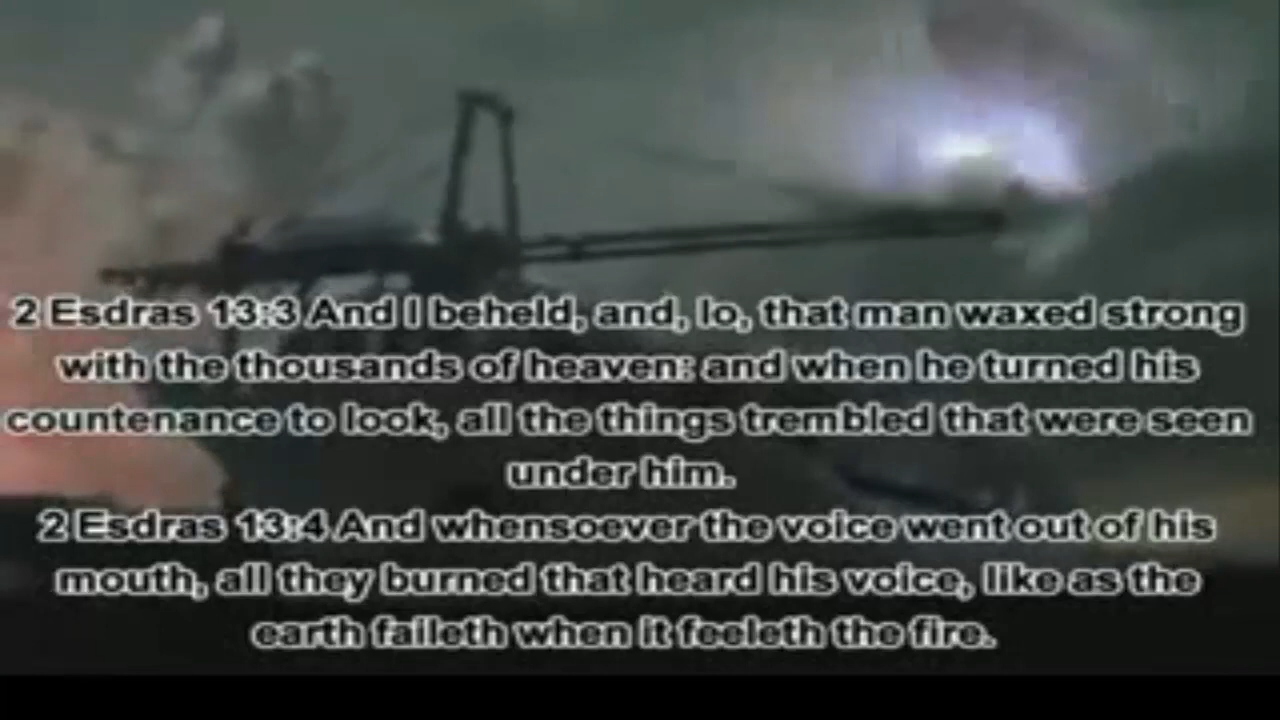 2 Esdras 13:3 And I beheld, and, lo, that man waxed strong
with the thousands of heaven: and when he turned his
countenance to look, all the things trembled that were seen
under him.
2 Esdras 13:4 And whensoever the voice went out of his
mouth, all they burned that heard his voice, like as the
earth faileth when it feeleth the fire.